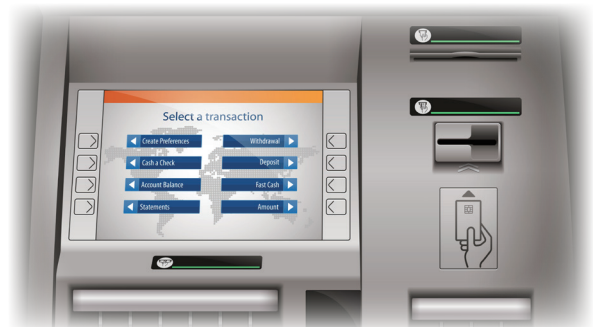 Select a transaction
Create Preferences
Withdrawal
Cash a Check
Deposit
Account Balance
Fast Cash
Statements
Amount